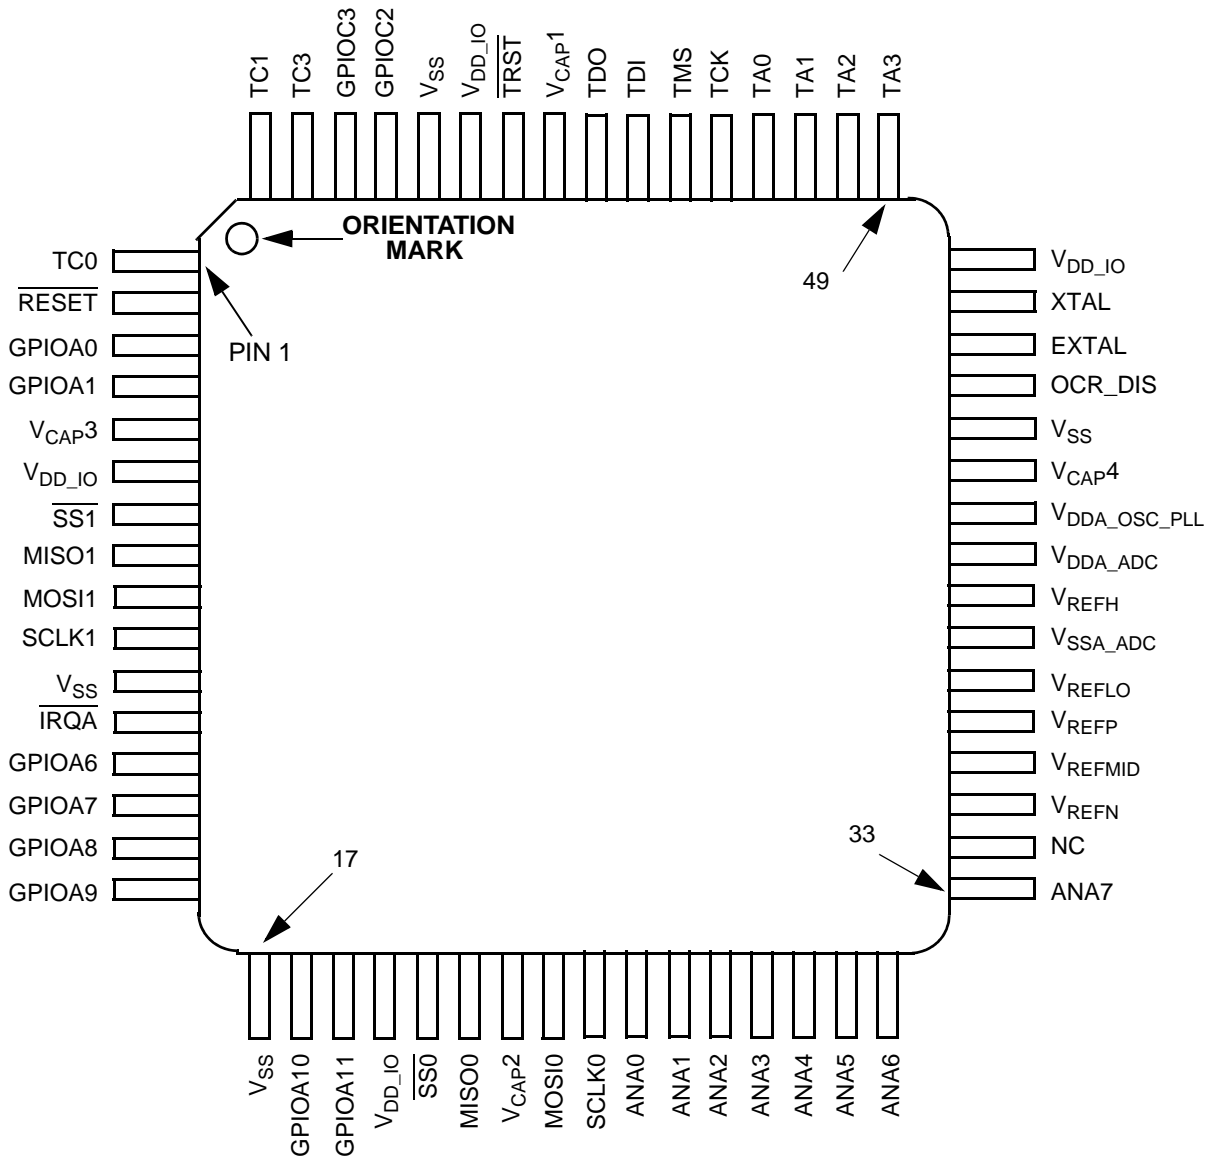 TC1
TC3
GPIOC3
GPIOC2
VSS
VDD_IO
TRST
VCAP1
TDO
TDI
TMS
TCK
TA0
TA1
TA2
TA3
ORIENTATION
MARK
49
PIN 1
TC0
RESET
GPIOA0
GPIOA1
VCAP3
VDD_IO
SS1
MISO1
MOSI1
SCLK1
VSS
IRQA
GPIOA6
GPIOA7
GPIOA8
GPIOA9
VDD_IO
XTAL
EXTAL
OCR_DIS
VSS
VCAP4
VDDA_OSC_PLL
VDDA_ADC
VREFH
VSSA_ADC
VREFLO
VREFP
VREFMID
VREFN
NC
ANA7
17
33
VSS
GPIOA10
GPIOA11
VDD_IO
SS0
MISO0
VCAP2
MOSI0
SCLK0
ANA0
ANA1
ANA2
ANA3
ANA4
ANA5
ANA6